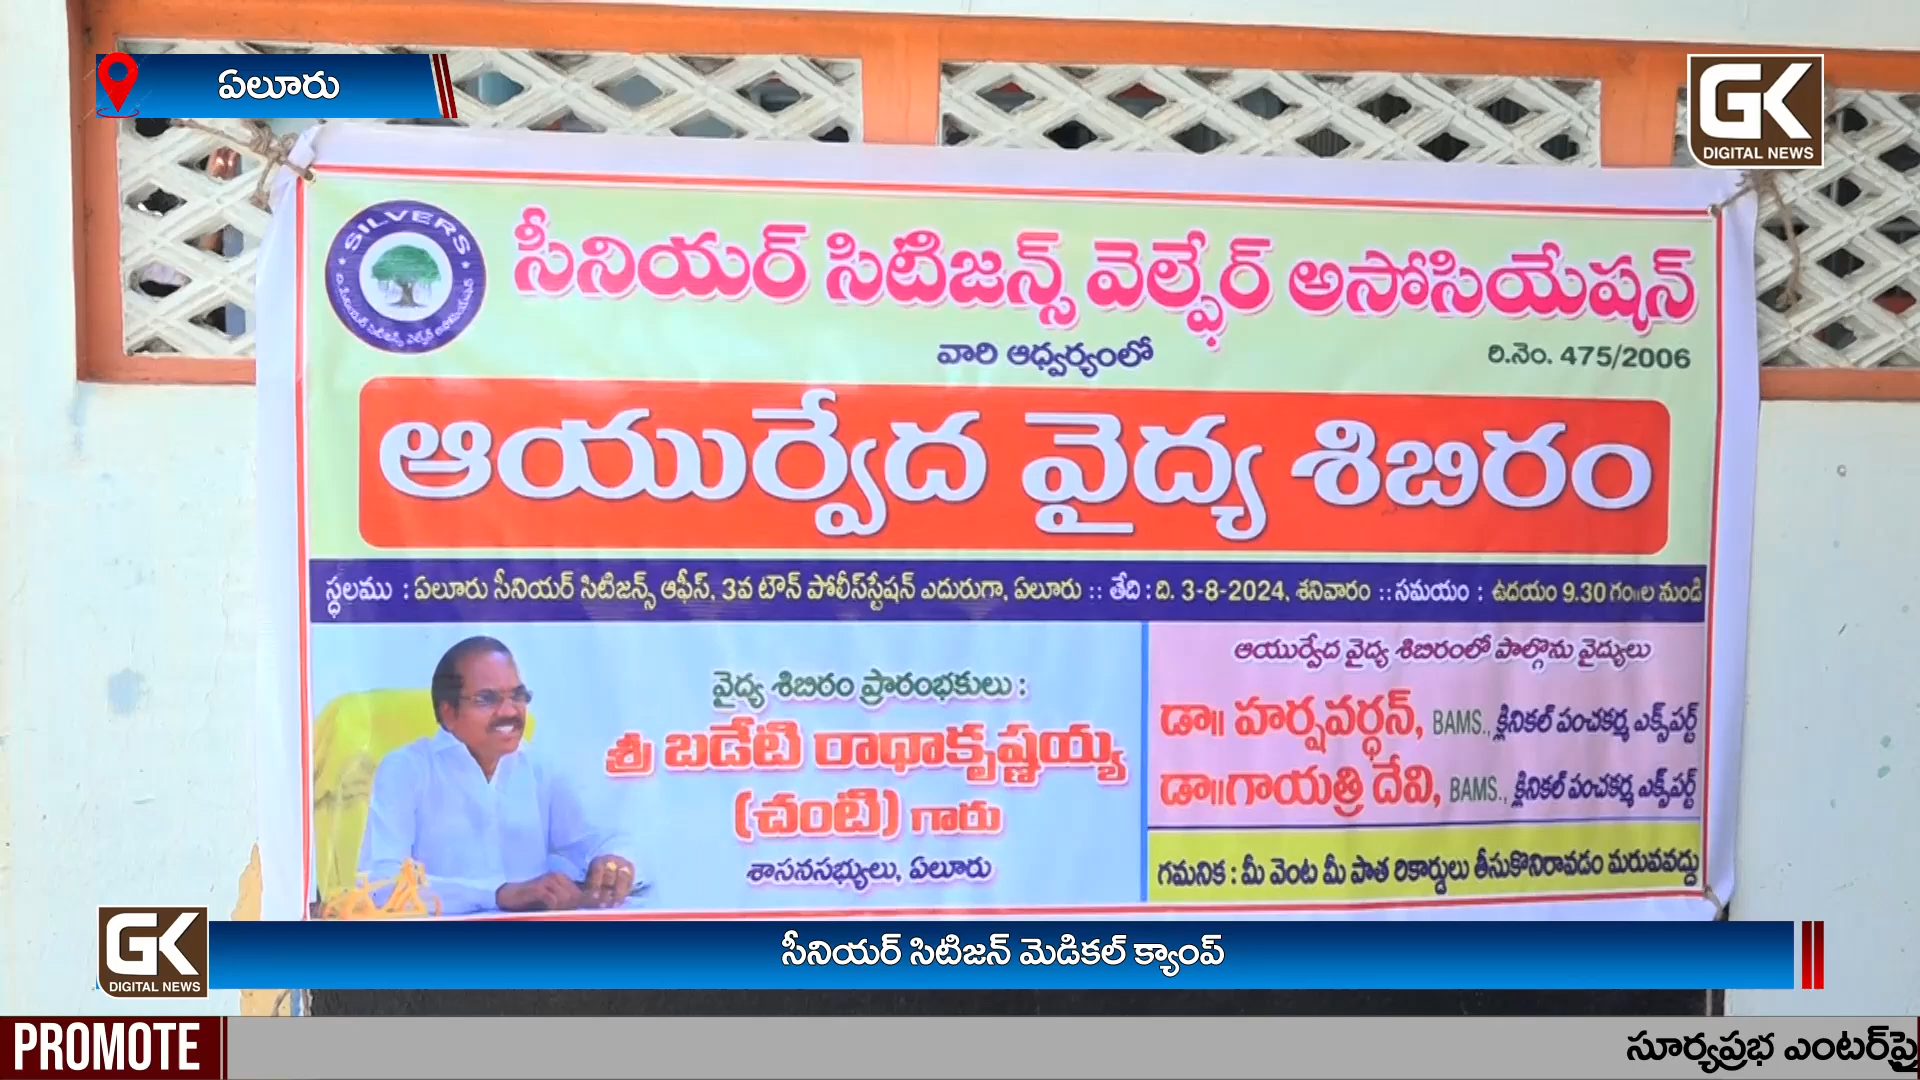 ఏలూరు
GK
DIGITAL NEWS
SILVERS
సీనియర్ సిటిజన్స్ వెల్ఫేర్ అసోసియేషన్
వారి ఆధ్వర్యంలో
రి.నెం. 475/2006
ఆయుర్వేద వైద్య శిబిరం
స్థలము : ఏలూరు సీనియర్ సిటిజన్స్ ఆఫీస్, 3వ టౌన్ పోలీస్‌స్టేషన్ ఎదురుగా, ఏలూరు :: తేది : ది. 3-8-2024, శనివారం :: సమయం : ఉదయం 9.30 గం॥ల నుండి
వైద్య శిబిరం ప్రారంభకులు :
శ్రీ బడేటి రాధాకృష్ణయ్య
(చంటి) గారు
శాసనసభ్యులు, ఏలూరు
ఆయుర్వేద వైద్య శిబిరంలో పాల్గొను వైద్యులు
డా॥ హర్షవర్ధన్, BAMS., క్లినికల్ పంచకర్మ ఎక్స్‌పర్ట్
డా॥గాయత్రి దేవి, BAMS., క్లినికల్ పంచకర్మ ఎక్స్‌పర్ట్
గమనిక : మీ వెంట మీ పాత రికార్డులు తీసుకొనిరావడం మరువవద్దు
GK
DIGITAL NEWS
సీనియర్ సిటిజన్ మెడికల్ క్యాంప్
PROMOTE
సూర్యప్రభ ఎంటర్‌ప్రై